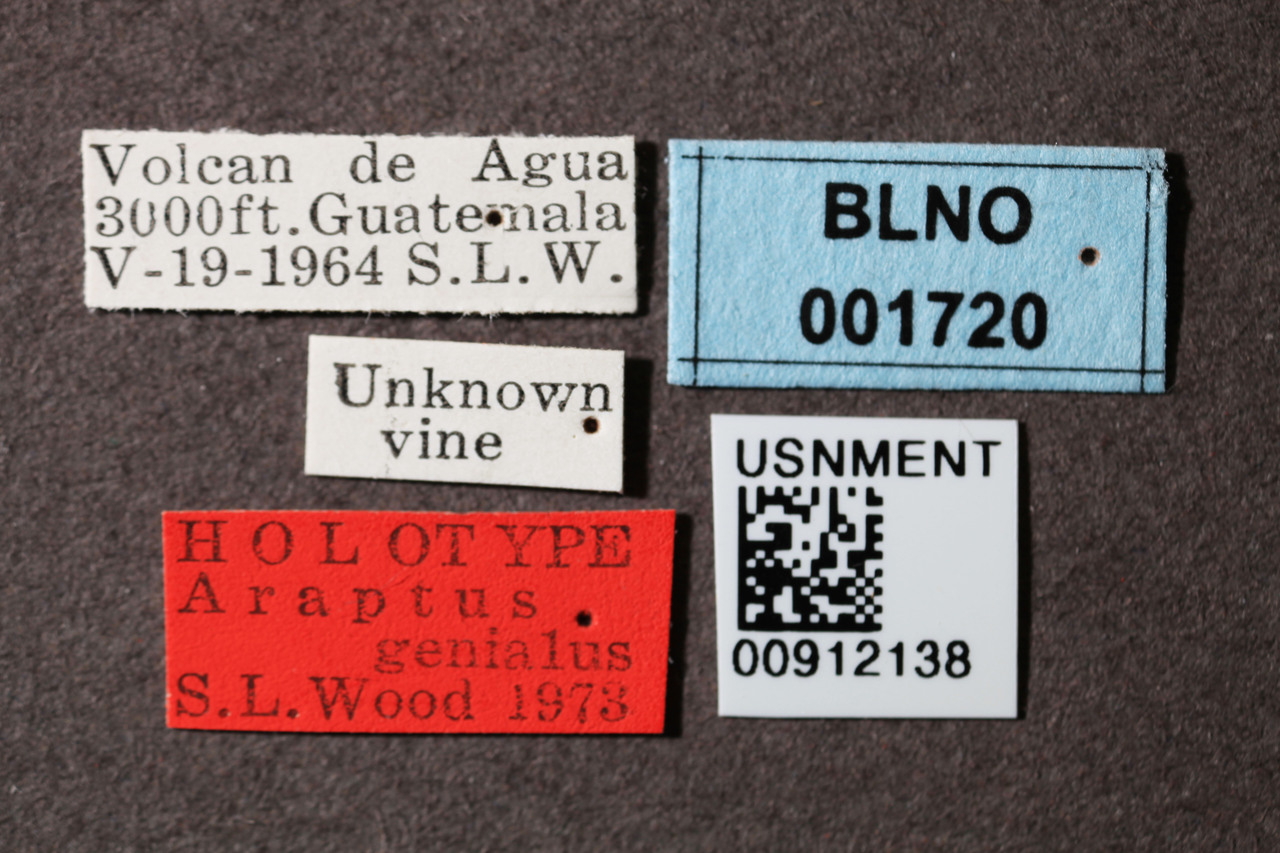 Volcan de Agua
3000ft. Guatemala
V-19-1964 S.L.W.
BLNO
001720
Unknown
vine
USNMENT
00912138
HOLOTYPE
Araptus
genialus
S.L.Wood 1973